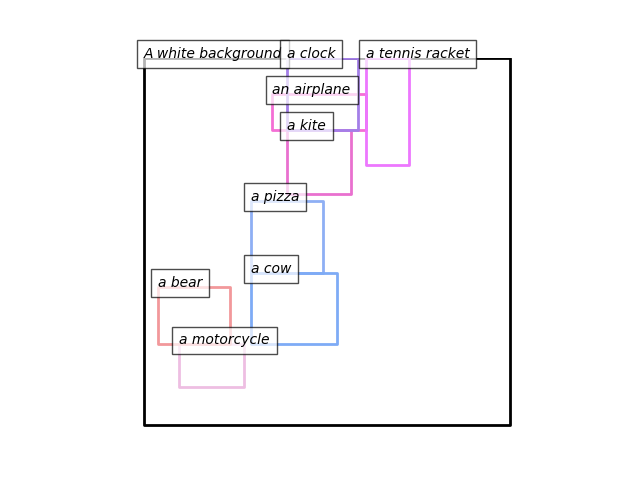 A white background
a clock
a tennis racket
an airplane
a kite
a pizza
a cow
a bear
a motorcycle